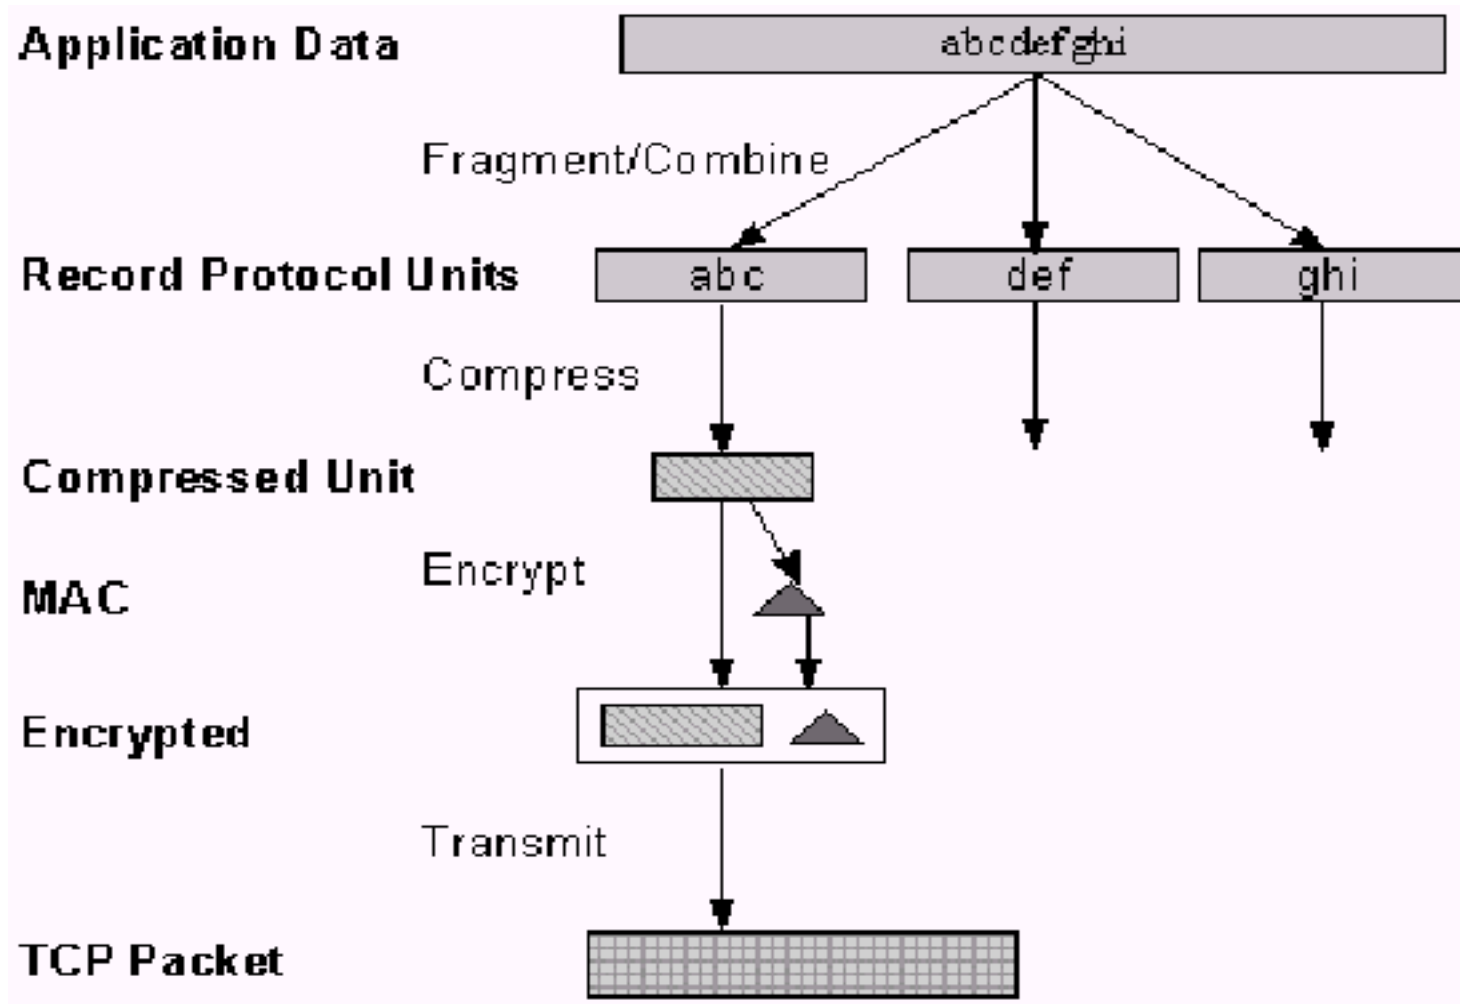 Application Data
abcdefghi
Fragment/Combine
Record Protocol Units
abc
def
ghi
Compress
Compressed Unit
Encrypt
MAC
Encrypted
Transmit
TCP Packet